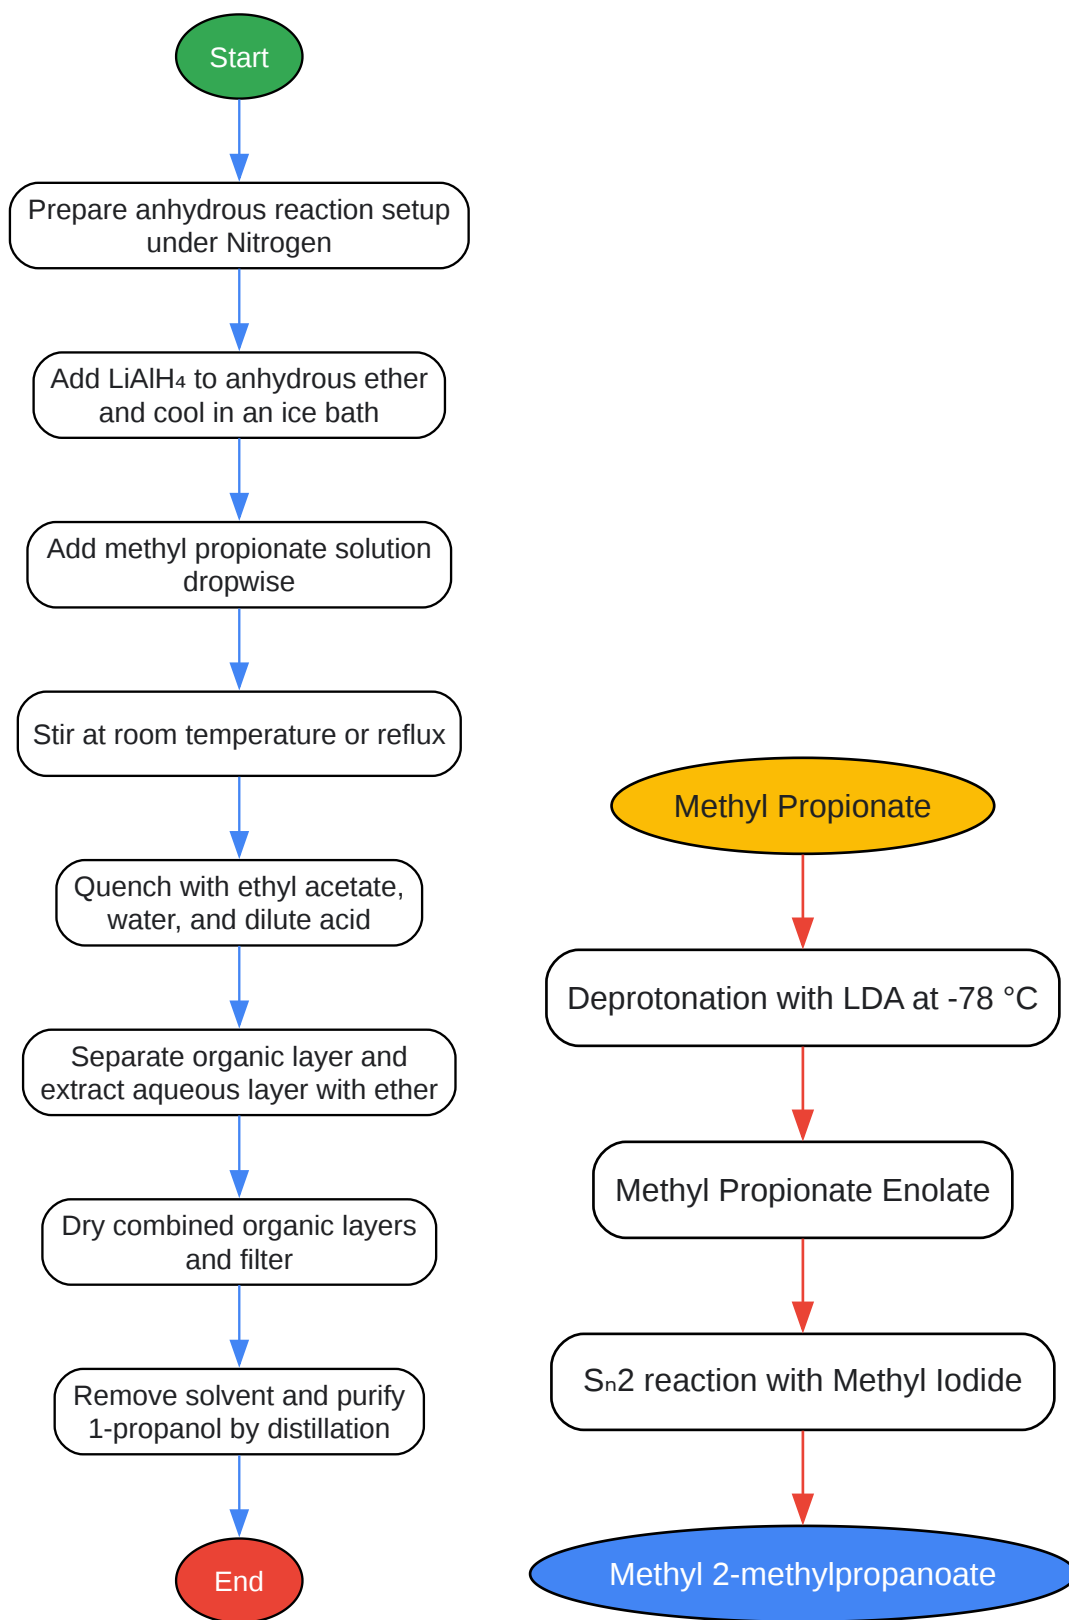 Start
Prepare anhydrous reaction setup
under Nitrogen
Add LiAlH₄ to anhydrous ether
and cool in an ice bath
Add methyl propionate solution
dropwise
Stir at room temperature or reflux
Quench with ethyl acetate,
water, and dilute acid
Separate organic layer and
extract aqueous layer with ether
Dry combined organic layers
and filter
Remove solvent and purify
1-propanol by distillation
End
Methyl Propionate
Deprotonation with LDA at -78 °C
Methyl Propionate Enolate
Sₙ2 reaction with Methyl Iodide
Methyl 2-methylpropanoate